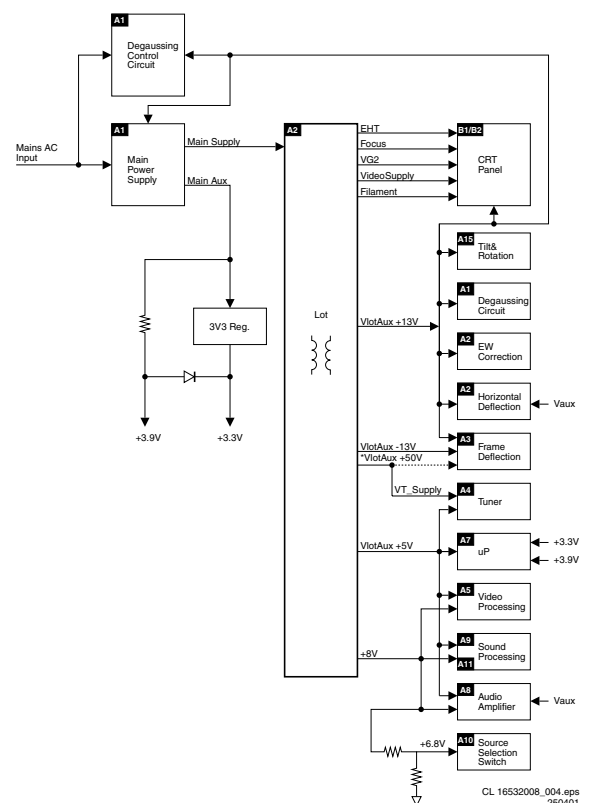 A1
Degaussing
Control
Circuit
Mains AC
Input
A1
Main
Power
Supply
Main Supply
Main Aux
3V3 Reg.
+3.9V
+3.3V
A2
Lot
EHT
Focus
VG2
VideoSupply
Filament
B1/B2
CRT
Panel
A15
Tilt&
Rotation
A1
Degaussing
Circuit
VlotAux +13V
A2
EW
Correction
A2
Horizontal
Deflection
Vaux
A3
Frame
Deflection
VlotAux -13V
*VlotAux +50V
VT_Supply
A4
Tuner
VlotAux +5V
A7
uP
+3.3V
+3.9V
A5
Video
Processing
+8V
A9
Sound
Processing
A11
A8
Audio
Amplifier
Vaux
+6.8V
A10
Source
Selection
Switch
CL 16532008_004.eps
250401